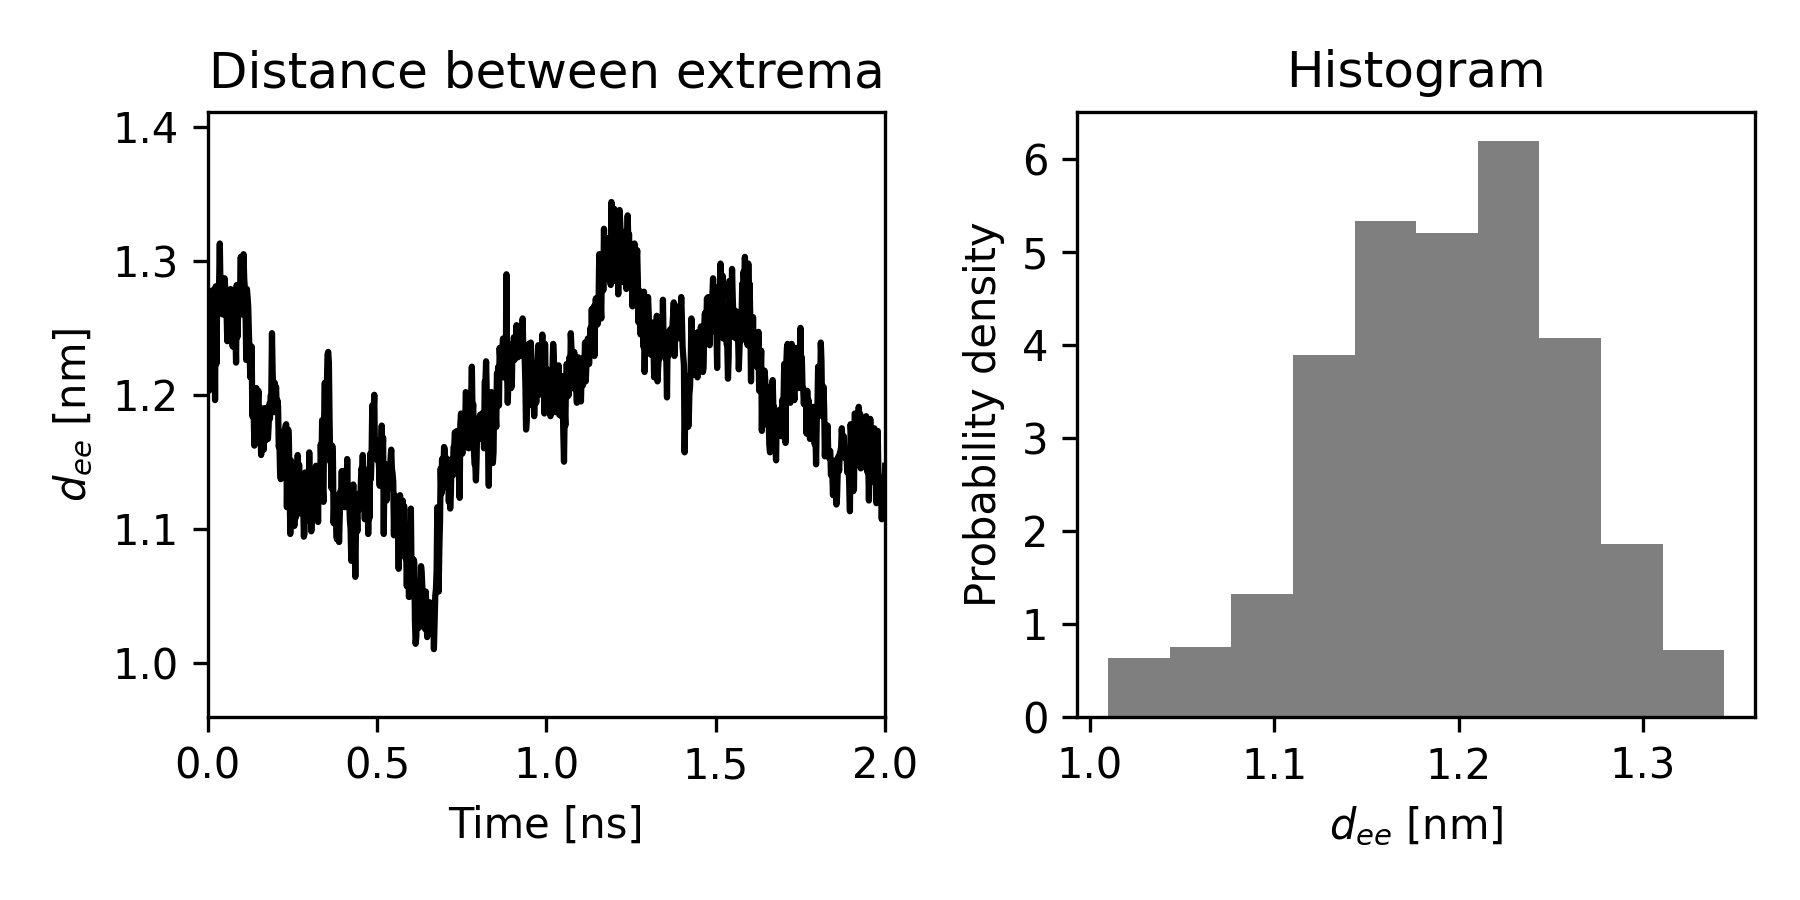 Distance between extrema
1.4
1.3
1.2
1.1
1.0
d_ee [nm]
0.0 0.5 1.0 1.5 2.0
Time [ns]
Histogram
6
5
4
3
2
1
0
Probability density
1.0 1.1 1.2 1.3
d_ee [nm]